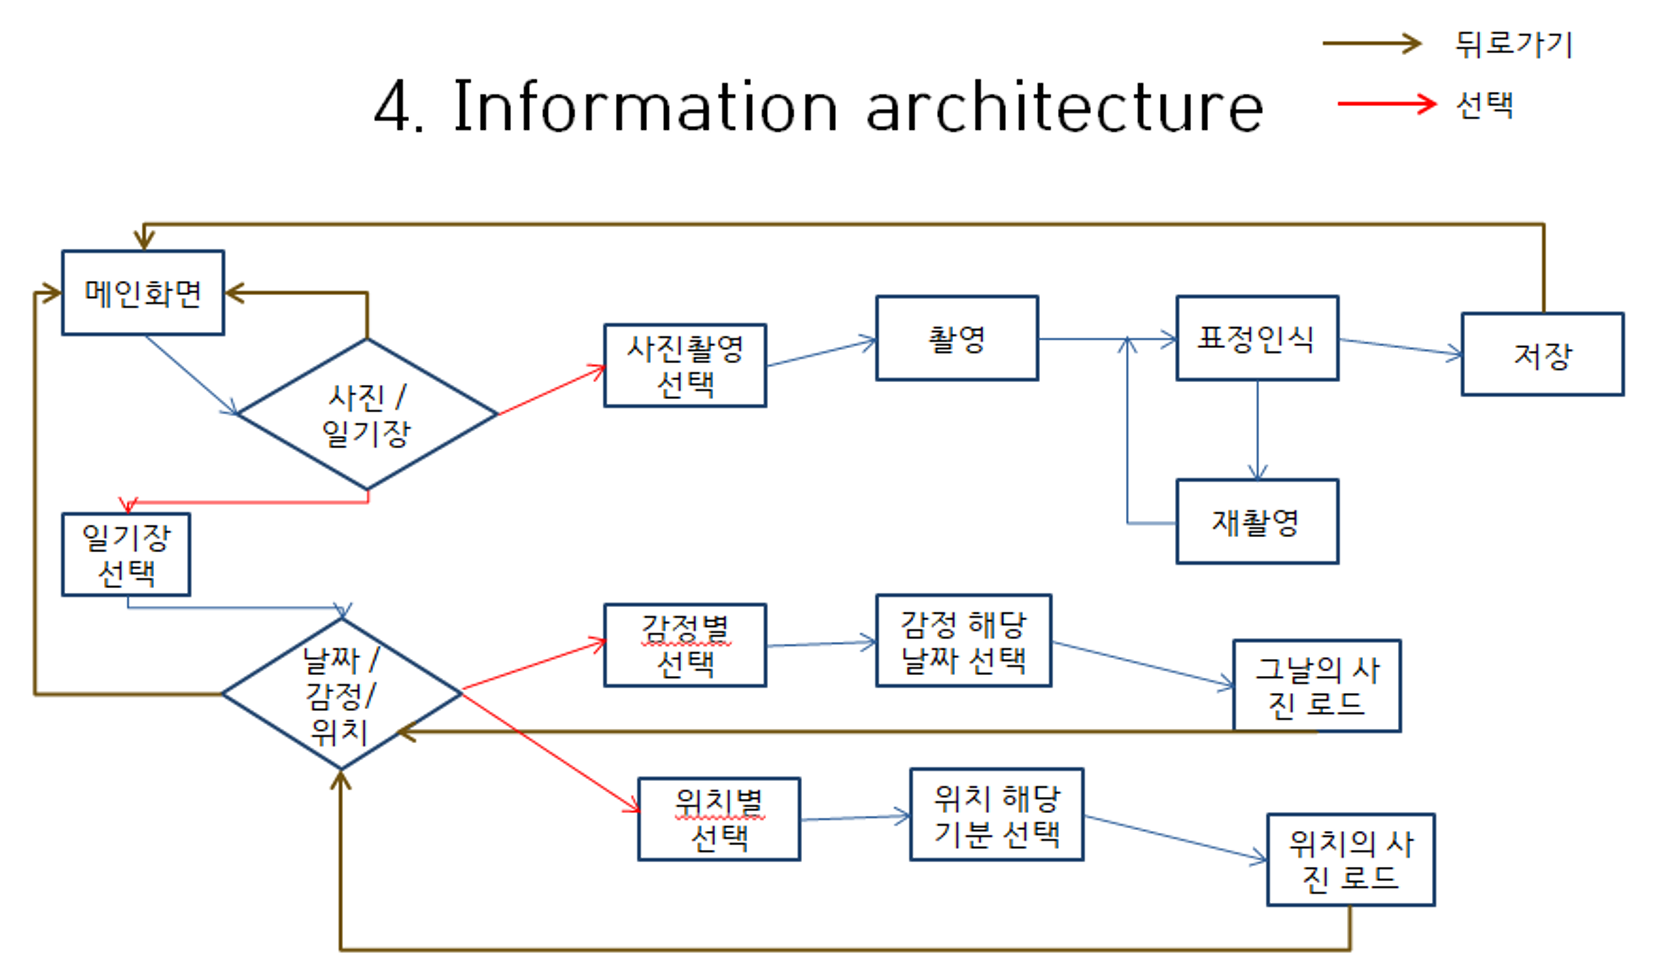 뒤로가기
4. Information architecture
선택
메인화면
사진 /
일기장
사진촬영
선택
촬영
표정인식
저장
재촬영
일기장
선택
날짜 /
감정/
위치
감정별
선택
감정 해당
날짜 선택
그날의 사
진 로드
위치별
선택
위치 해당
기분 선택
위치의 사
진 로드